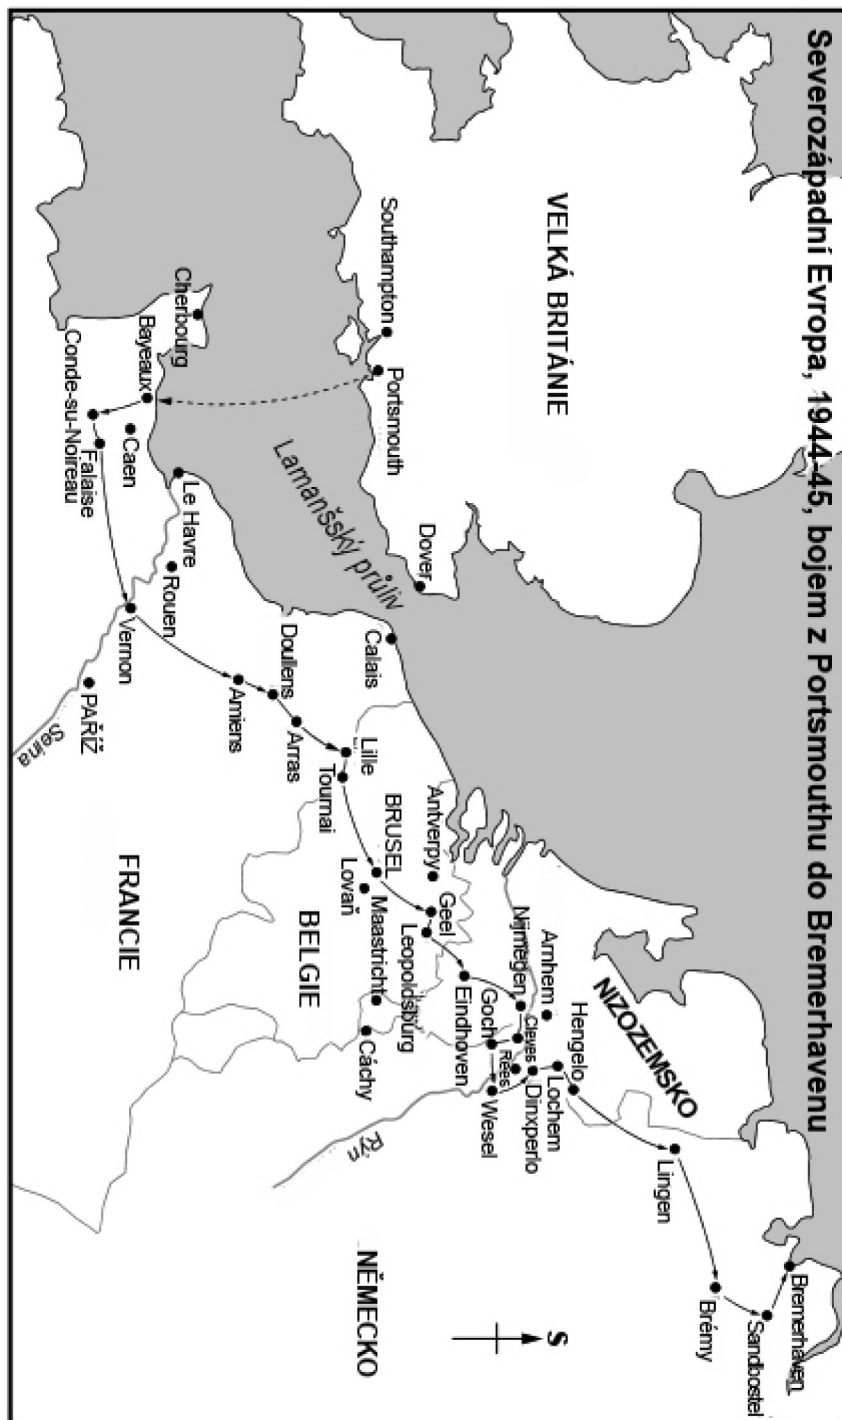 Severozápadní Evropa, 1944-45, bojem z Portsmouthu do Bremerhavenu
VELKÁ BRITÁNIE
Southampton
Portsmouth
Dover
Lamanšský průliv
Cherbourg
Bayeaux
Conde-su-Noireau
Falaise
Caen
Le Havre
Rouen
Vernon
PAŘÍŽ
Seina
Amiens
Doullens
Arras
Calais
Lille
Tournai
BRUSEL
Lovaň
Antverpy
Geel
Leopoldsburg
Maastricht
Cáchy
Eindhoven
Nijmegen
Arnhem
Goch
Cleves
Rees
Wesel
Dinxperlo
Lochem
Hengelo
NIZOZEMSKO
Lingen
Brémy
Sandbostel
Bremerhaven
FRANCIE
BELGIE
NĚMECKO
Rýn
S